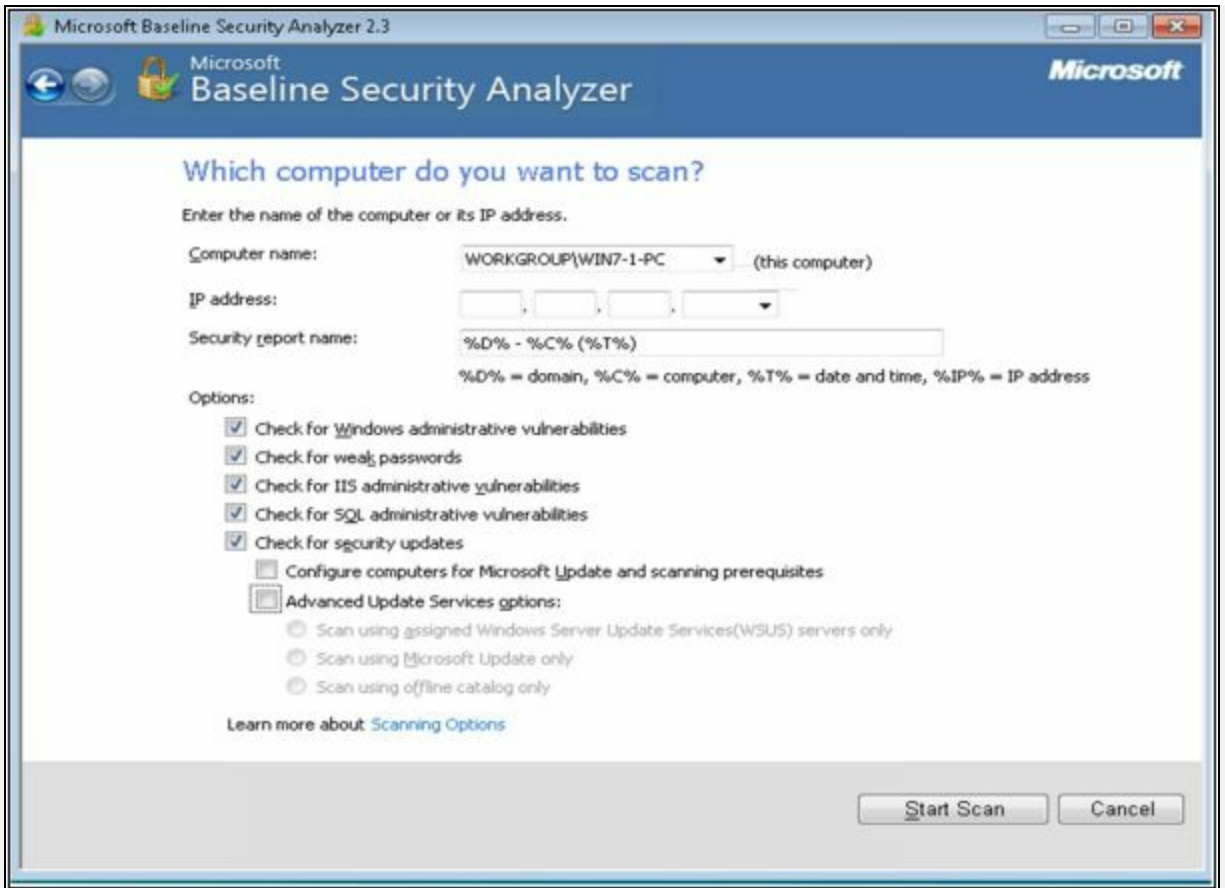 Microsoft Baseline Security Analyzer 2.3
Microsoft
Baseline Security Analyzer
Microsoft
Which computer do you want to scan?
Enter the name of the computer or its IP address.
Computer name: WORKGROUP\WIN7-1-PC (this computer)
IP address: , , ,
Security report name: %D% - %C% (%T%)
%D% = domain, %C% = computer, %T% = date and time, %IP% = IP address
Options:
Check for Windows administrative vulnerabilities
Check for weak passwords
Check for IIS administrative vulnerabilities
Check for SQL administrative vulnerabilities
Check for security updates
Configure computers for Microsoft Update and scanning prerequisites
Advanced Update Services options:
Scan using assigned Windows Server Update Services(WSUS) servers only
Scan using Microsoft Update only
Scan using offline catalog only
Learn more about Scanning Options
Start Scan Cancel